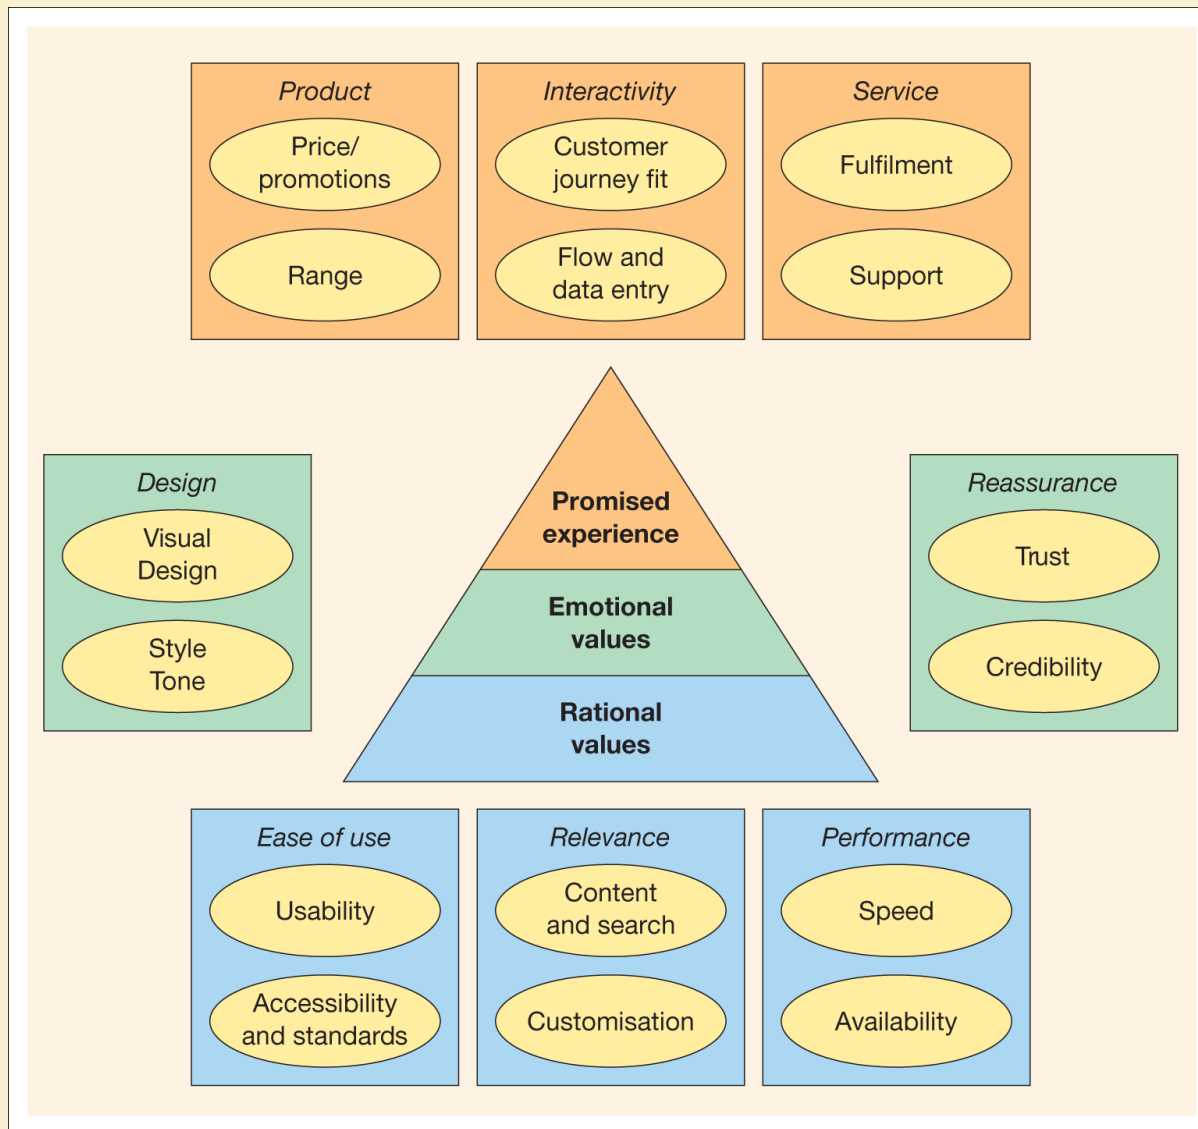 Product
Price/
promotions
Range
Interactivity
Customer
journey fit
Flow and
data entry
Service
Fulfilment
Support
Design
Visual
Design
Style
Tone
Promised
experience
Emotional
values
Rational
values
Reassurance
Trust
Credibility
Ease of use
Usability
Accessibility
and standards
Relevance
Content
and search
Customisation
Performance
Speed
Availability